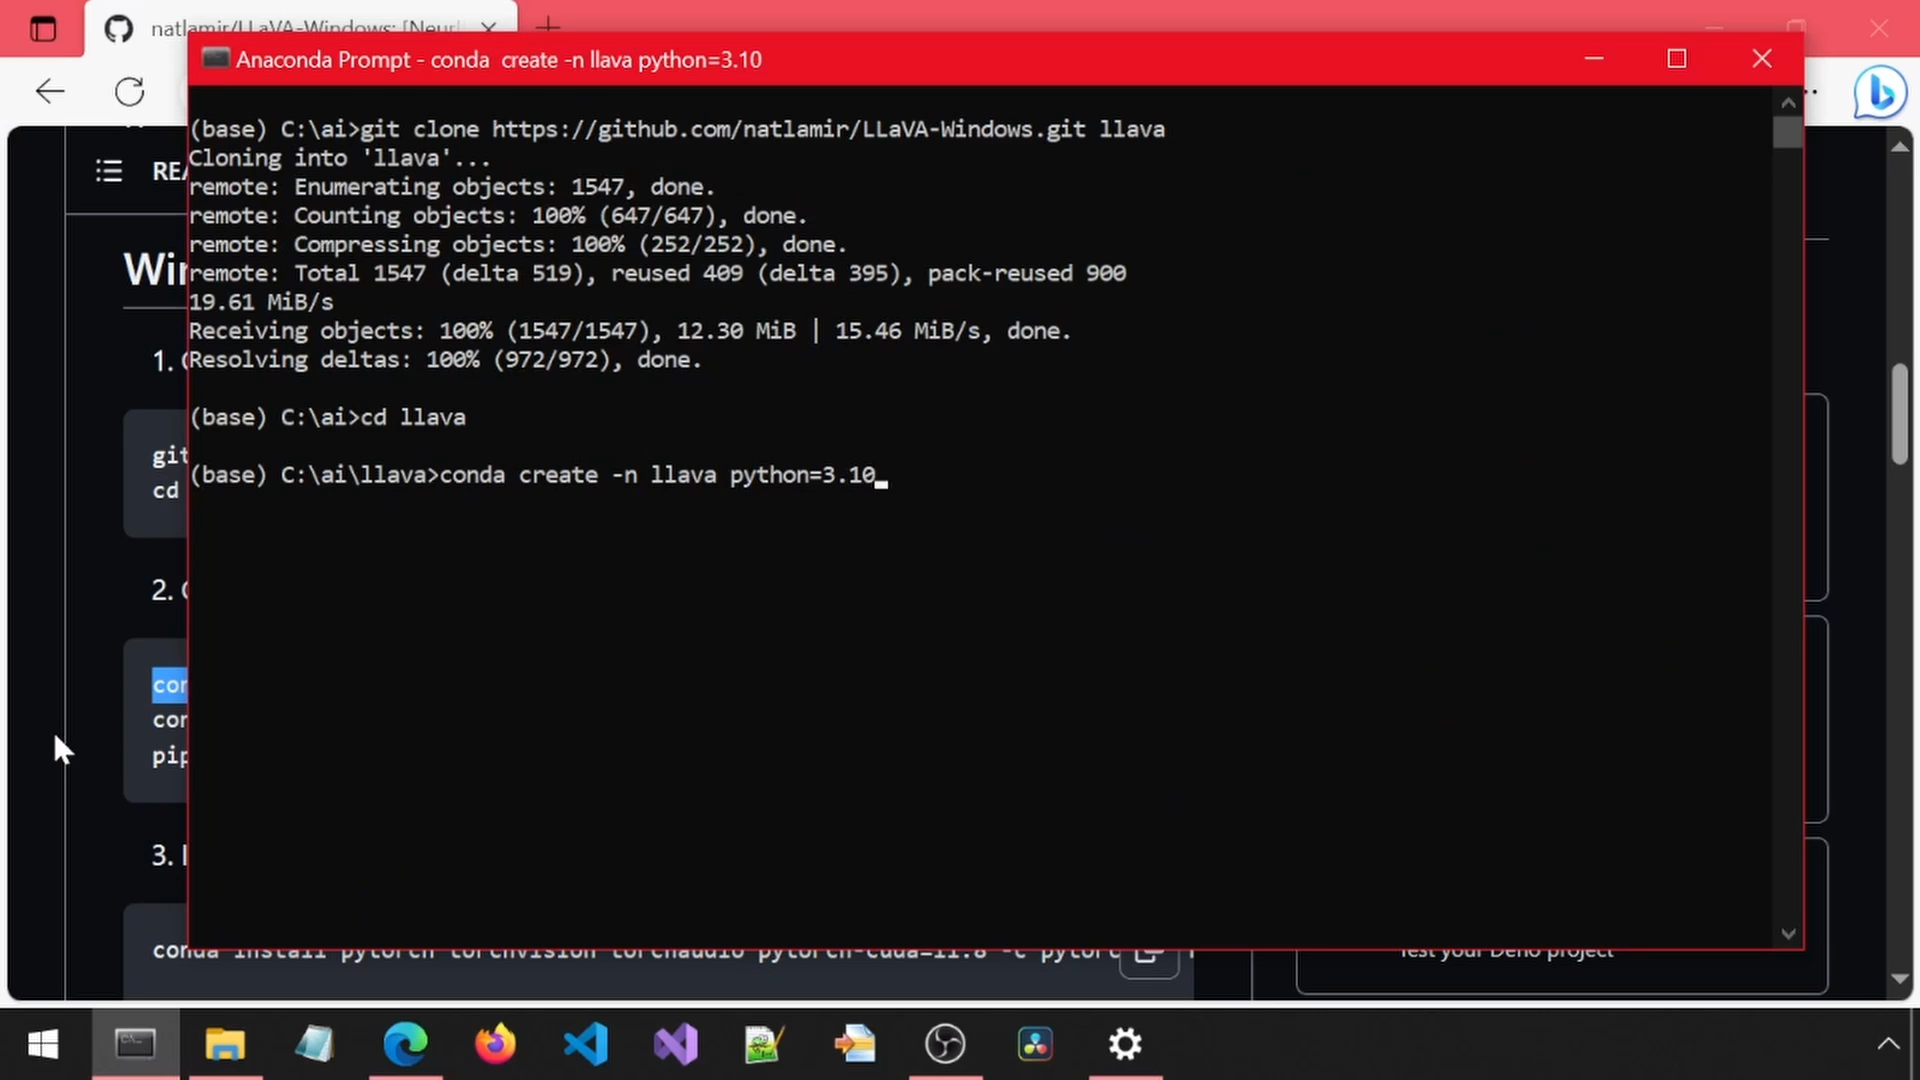 natlamir/LLaVA-Windows: [Neur
Anaconda Prompt - conda  create -n llava python=3.10
(base) C:\ai>git clone https://github.com/natlamir/LLaVA-Windows.git llava
Cloning into 'llava'...
remote: Enumerating objects: 1547, done.
remote: Counting objects: 100% (647/647), done.
remote: Compressing objects: 100% (252/252), done.
remote: Total 1547 (delta 519), reused 409 (delta 395), pack-reused 900
19.61 MiB/s
Receiving objects: 100% (1547/1547), 12.30 MiB | 15.46 MiB/s, done.
Resolving deltas: 100% (972/972), done.
(base) C:\ai>cd llava
(base) C:\ai\llava>conda create -n llava python=3.10
REA
Win
1.
git
cd
2.
con
con
pip
3.
conda install pytorch torchvision torchaudio pytorch-cuda=11.8 -c pytorc
Test your Deno project